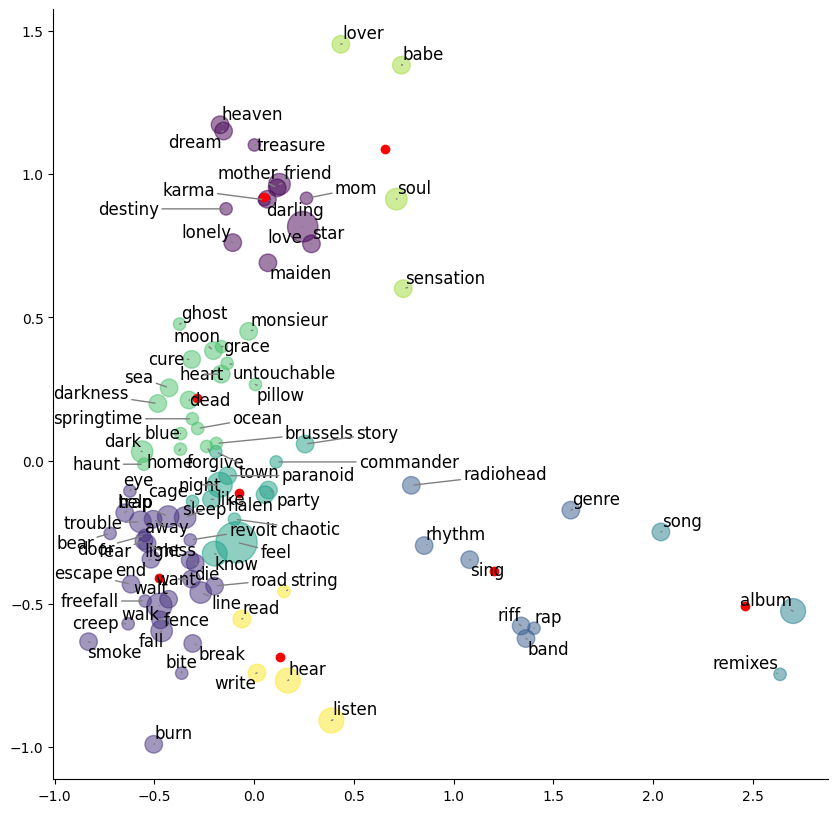 1.5
lover
babe
heaven
dream
treasure
1.0
mother friend
karma
mom
soul
destiny
darling
lonely
love star
maiden
sensation
0.5
ghost
monsieur
moon
cure
grace
heart untouchable
sea
darkness
dead
pillow
springtime
ocean
blue
brussels story
dark
0.0
haunt
home forgive
town
commander
eye
night
paranoid
radiohead
cage
like
party
help
sleep
halen
genre
trouble
away
revolt
chaotic
bear
door
fear light
mess
know
feel
rhythm
song
sing
escape end
want die
road string
wait
freefall
line
read
album
−0.5
creep
walk
fence
riff rap
smoke
fall
break
band
bite
write
hear
remixes
listen
burn
−1.0
−1.0 −0.5 0.0 0.5 1.0 1.5 2.0 2.5